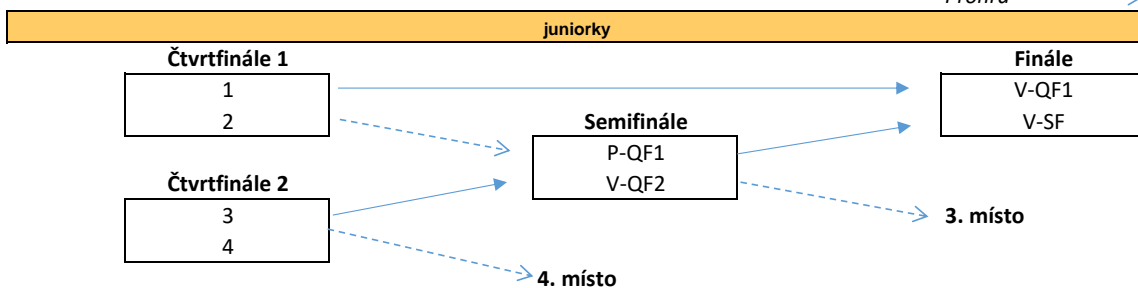 Prohra
juniorky
Čtvrtfinále 1
1
2
Čtvrtfinále 2
3
4
Semifinále
P-QF1
V-QF2
Finále
V-QF1
V-SF
3. místo
4. místo